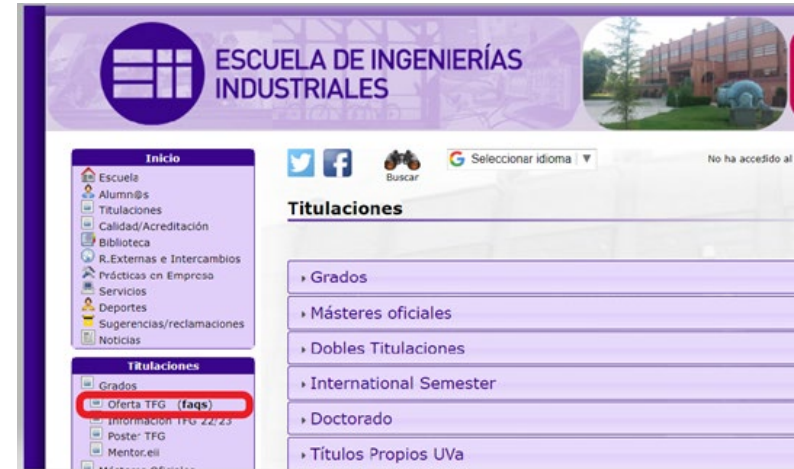 ESCUELA DE INGENIERÍAS
INDUSTRIALES
Inicio
Escuela
Alumn@s
Titulaciones
Calidad/Acreditación
Biblioteca
R.Externas e Intercambios
Prácticas en Empresa
Servicios
Deportes
Sugerencias/reclamaciones
Noticias
Titulaciones
Grados
Oferta TFG (faqs)
Información TFG 22/23
Poster TFG
Mentor.eii
Másteres Oficiales
Buscar
G Seleccionar idioma ▼
No ha accedido al
Titulaciones
Grados
Másteres oficiales
Dobles Titulaciones
International Semester
Doctorado
Títulos Propios UVa